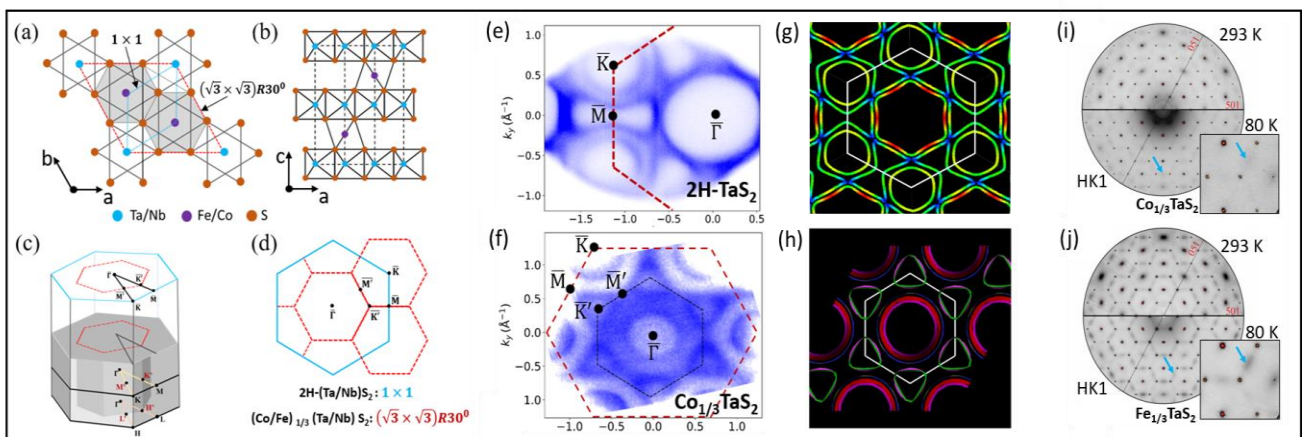 (a)
1 × 1
(√3 × √3)R30⁰
b
a
(b)
c
a
Ta/Nb Fe/Co S
(c)
Γ
K'
M'
M
K
Γ
K'
M'
M
K
Γ
H'
L'
L
H
(d)
K̅
M̅'
M̅
Γ̅
K̅'
2H-(Ta/Nb)S₂: 1 × 1
(Co/Fe) 1/3 (Ta/Nb) S₂: (√3 × √3)R30⁰
(e)
k_y (Å⁻¹)
1.0
0.5
0.0
−0.5
−1.0
K̅
M̅
Γ̅
2H-TaS₂
−1.5 −1.0 −0.5 0.0 0.5
(f)
k_y (Å⁻¹)
1.0
0.5
0.0
−0.5
−1.0
K̅
M̅
M̅'
K̅'
Γ̅
Co1/3TaS₂
−1.0 −0.5 0.0 0.5 1.0
(g)
(h)
(i)
293 K
051
501
80 K
HK1
Co1/3TaS₂
(j)
293 K
051
501
80 K
HK1
Fe1/3TaS₂